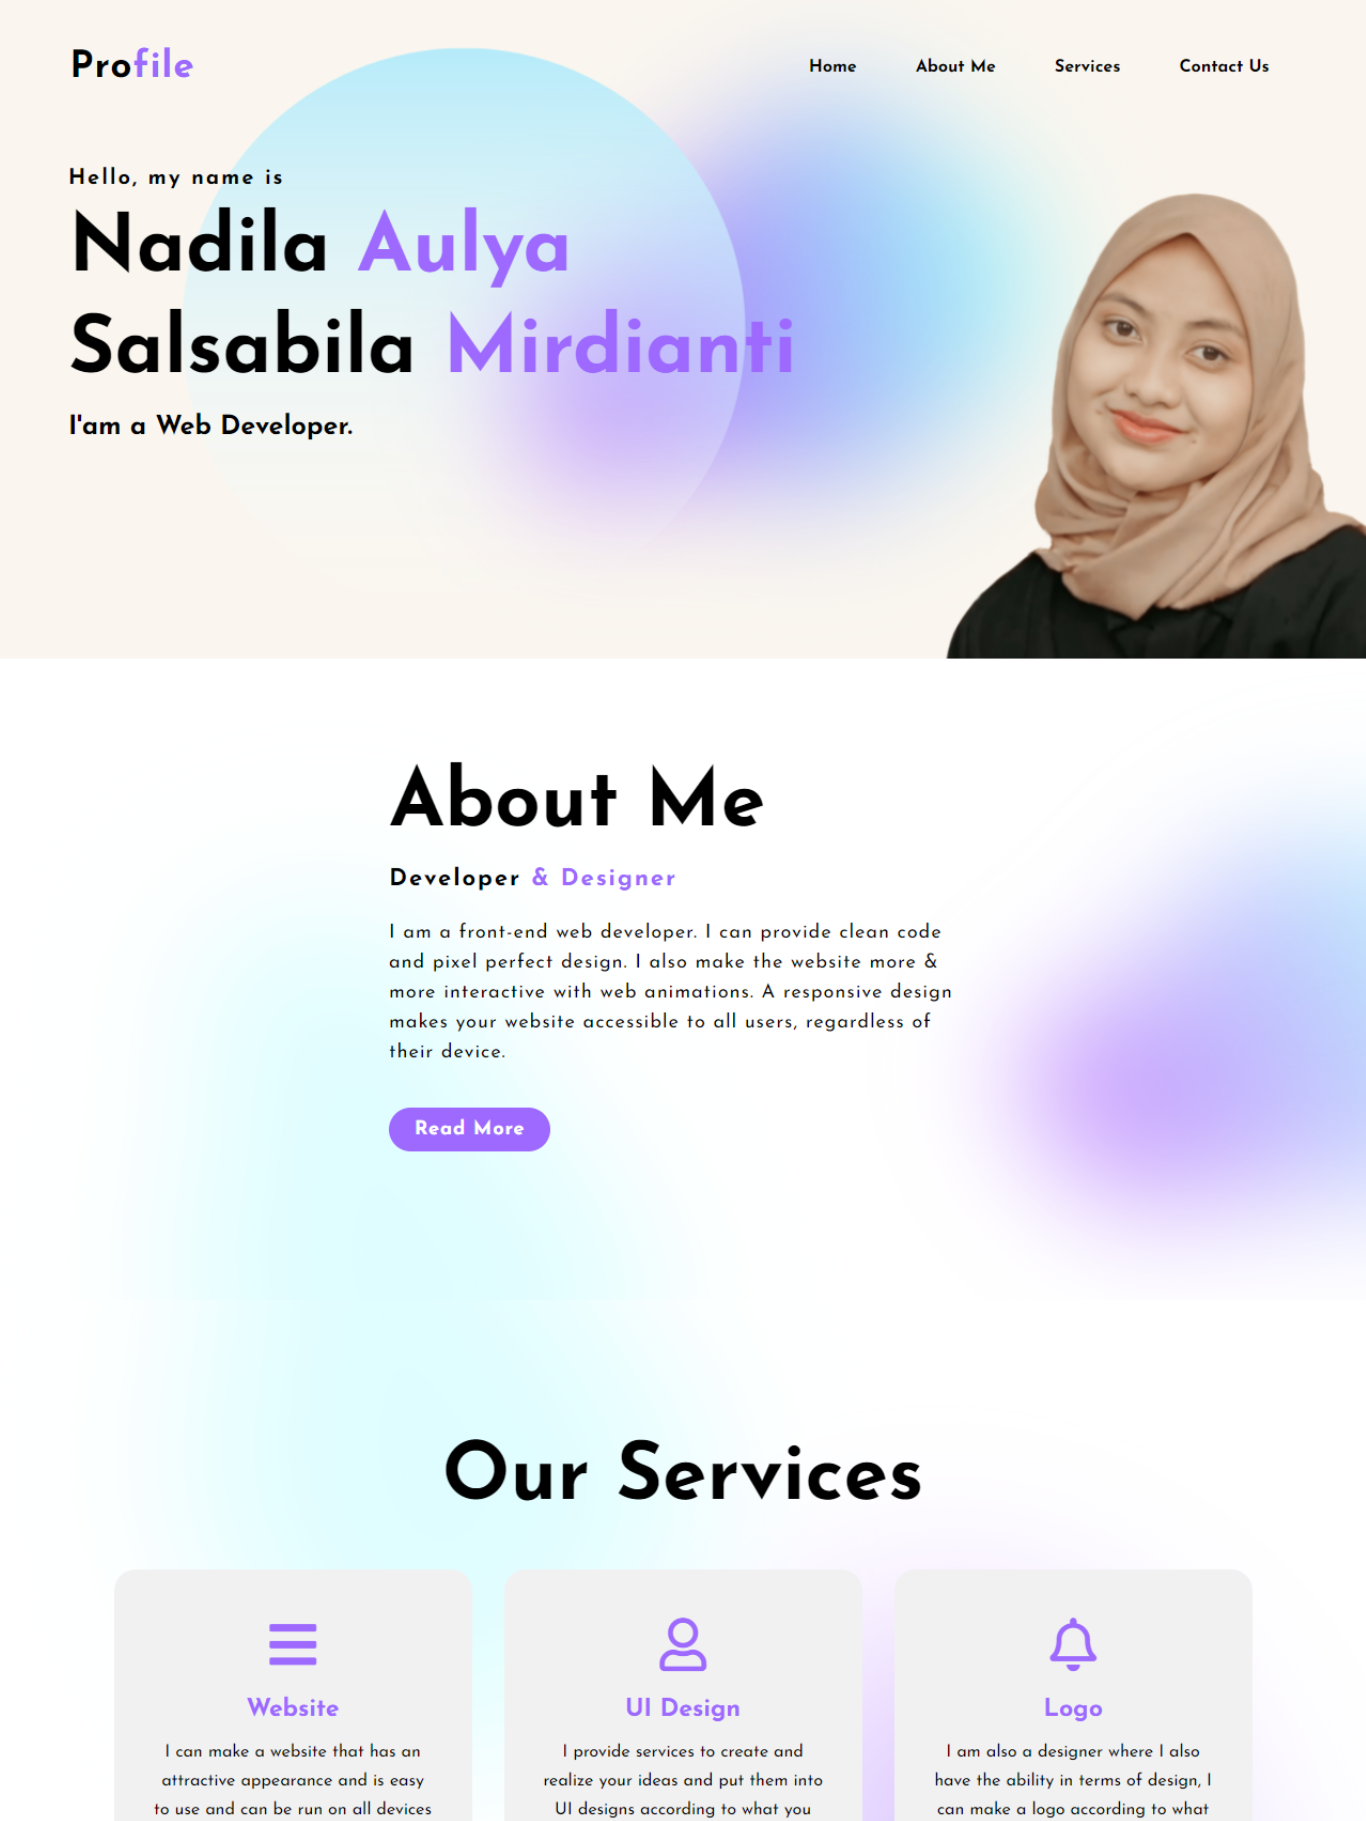 Profile
Home About Me Services Contact Us
Hello, my name is
Nadila Aulya
Salsabila Mirdianti
I'am a Web Developer.
About Me
Developer & Designer
I am a front-end web developer. I can provide clean code
and pixel perfect design. I also make the website more &
more interactive with web animations. A responsive design
makes your website accessible to all users, regardless of
their device.
Read More
Our Services
Website
I can make a website that has an
attractive appearance and is easy
to use and can be run on all devices
UI Design
I provide services to create and
realize your ideas and put them into
UI designs according to what you
Logo
I am also a designer where I also
have the ability in terms of design, I
can make a logo according to what